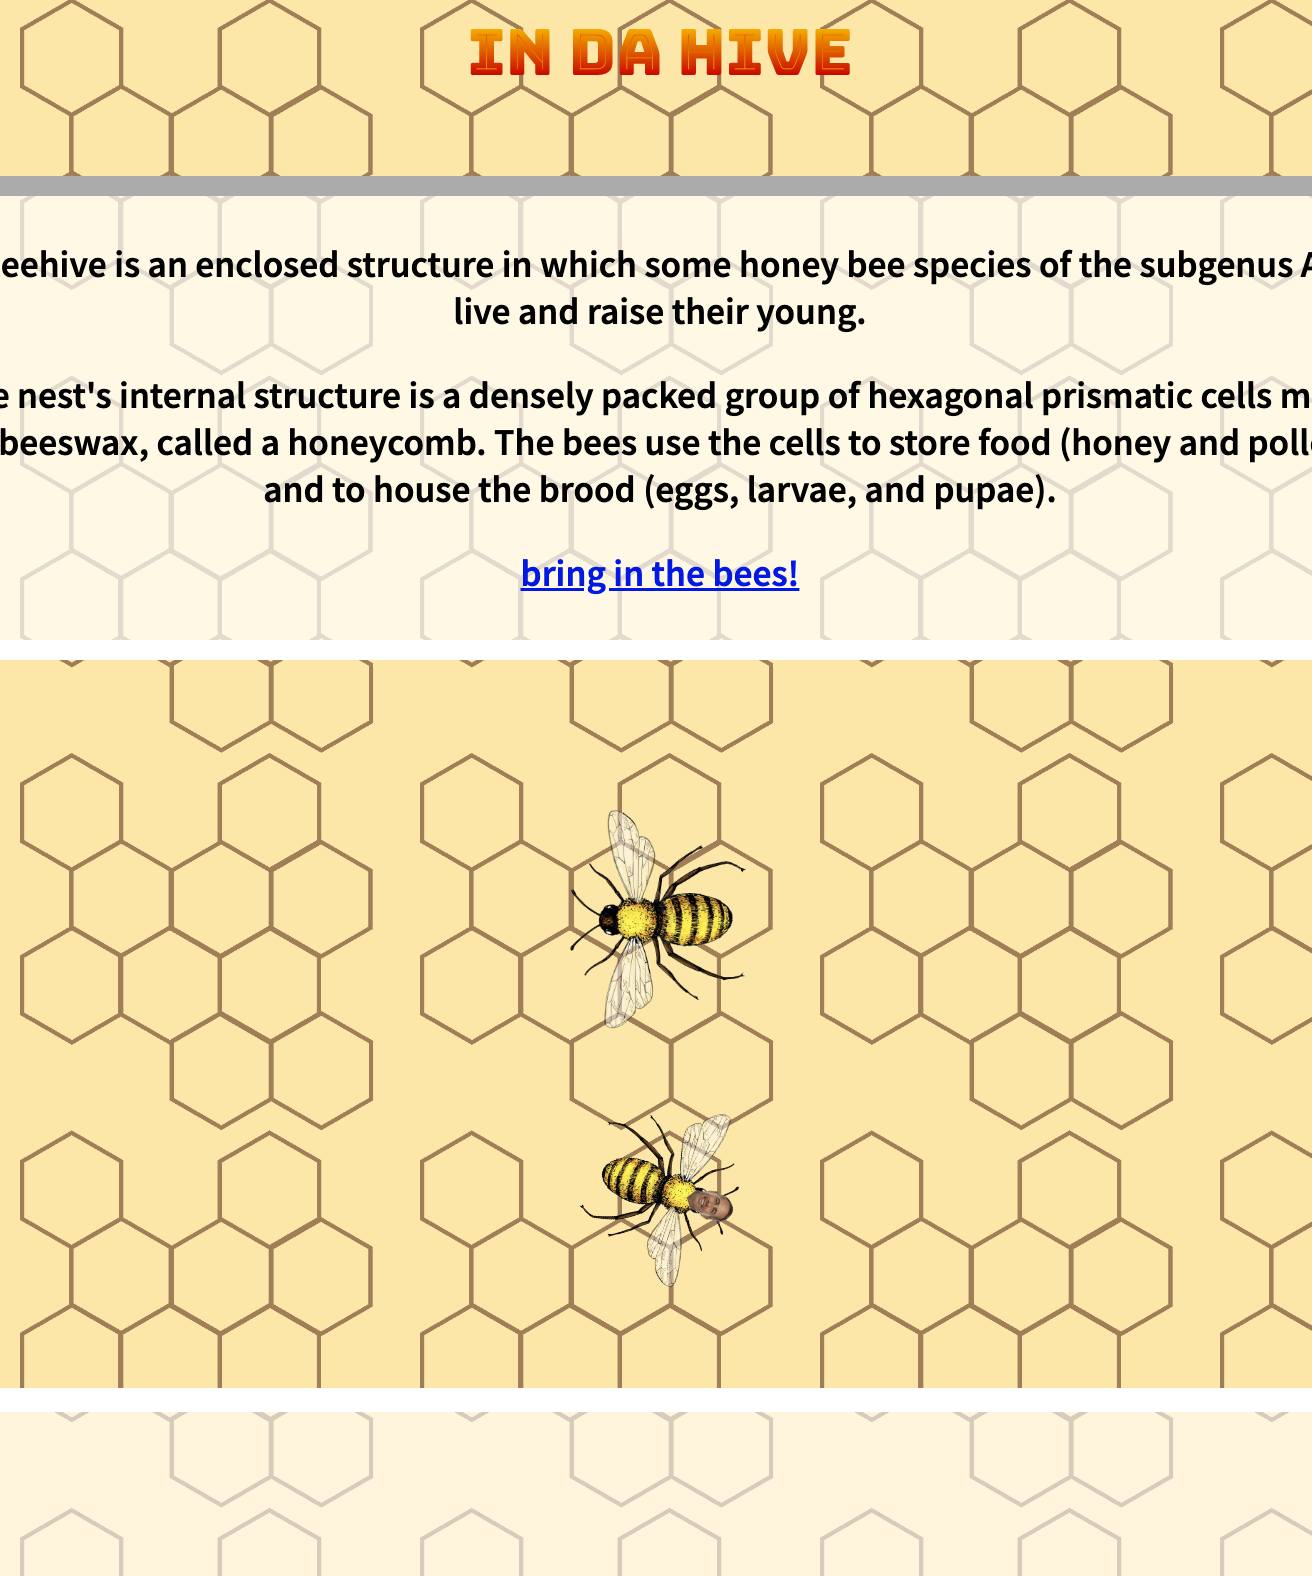 IN DA HIVE
eehive is an enclosed structure in which some honey bee species of the subgenus A
live and raise their young.
e nest's internal structure is a densely packed group of hexagonal prismatic cells m
beeswax, called a honeycomb. The bees use the cells to store food (honey and poll
and to house the brood (eggs, larvae, and pupae).
bring in the bees!